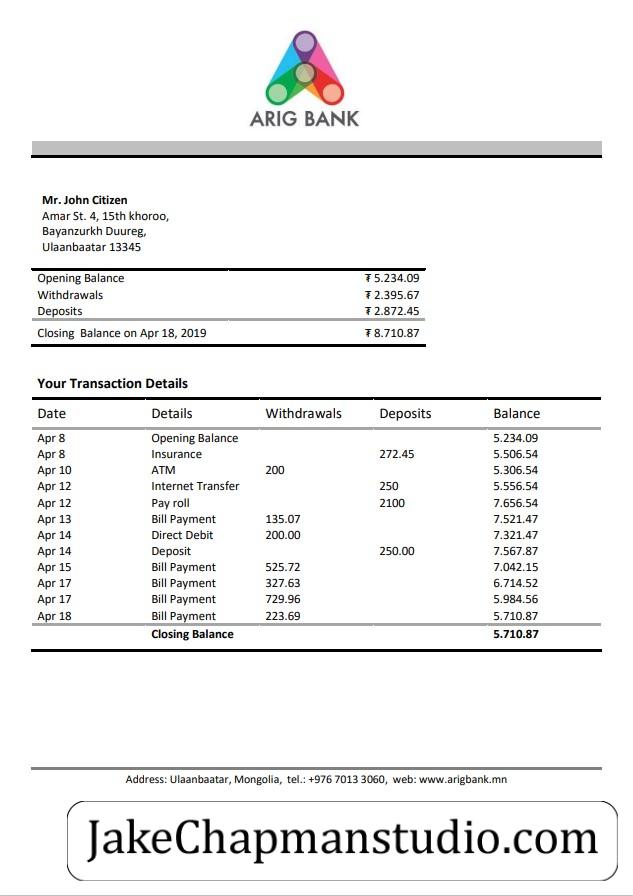 ARIG BANK
Mr. John Citizen
Amar St. 4, 15th khoroo,
Bayanzurkh Duureg,
Ulaanbaatar 13345
Opening Balance ₮ 5.234.09
Withdrawals ₮ 2.395.67
Deposits ₮ 2.872.45
Closing Balance on Apr 18, 2019 ₮ 8.710.87
Your Transaction Details
Date Details Withdrawals Deposits Balance
Apr 8 Opening Balance 5.234.09
Apr 8 Insurance 272.45 5.506.54
Apr 10 ATM 200 5.306.54
Apr 12 Internet Transfer 250 5.556.54
Apr 12 Pay roll 2100 7.656.54
Apr 13 Bill Payment 135.07 7.521.47
Apr 14 Direct Debit 200.00 7.321.47
Apr 14 Deposit 250.00 7.567.87
Apr 15 Bill Payment 525.72 7.042.15
Apr 17 Bill Payment 327.63 6.714.52
Apr 17 Bill Payment 729.96 5.984.56
Apr 18 Bill Payment 223.69 5.710.87
Closing Balance 5.710.87
Address: Ulaanbaatar, Mongolia, tel.: +976 7013 3060, web: www.arigbank.mn
JakeChapmanstudio.com